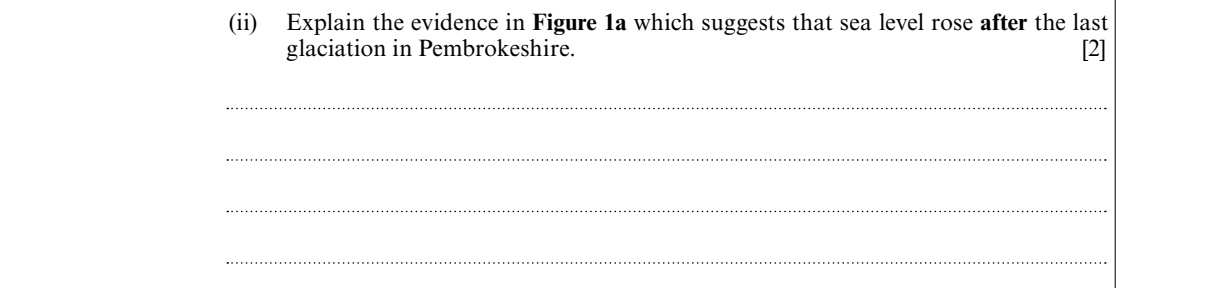 (ii) Explain the evidence in Figure 1a which suggests that sea level rose after the last
glaciation in Pembrokeshire. [2]